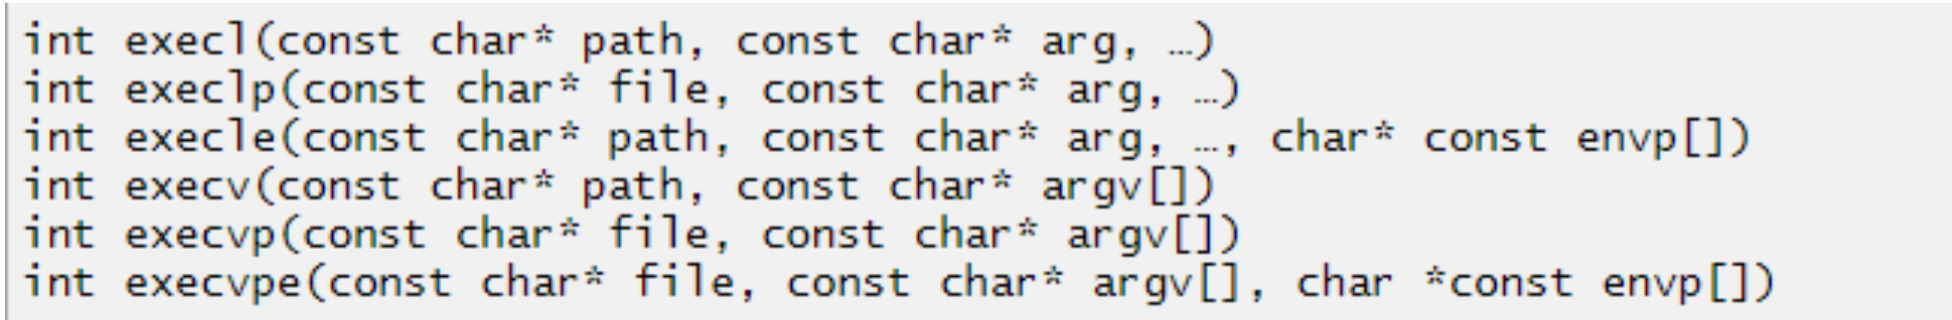 int execl(const char* path, const char* arg, …)
int execlp(const char* file, const char* arg, …)
int execle(const char* path, const char* arg, …, char* const envp[])
int execv(const char* path, const char* argv[])
int execvp(const char* file, const char* argv[])
int execvpe(const char* file, const char* argv[], char *const envp[])